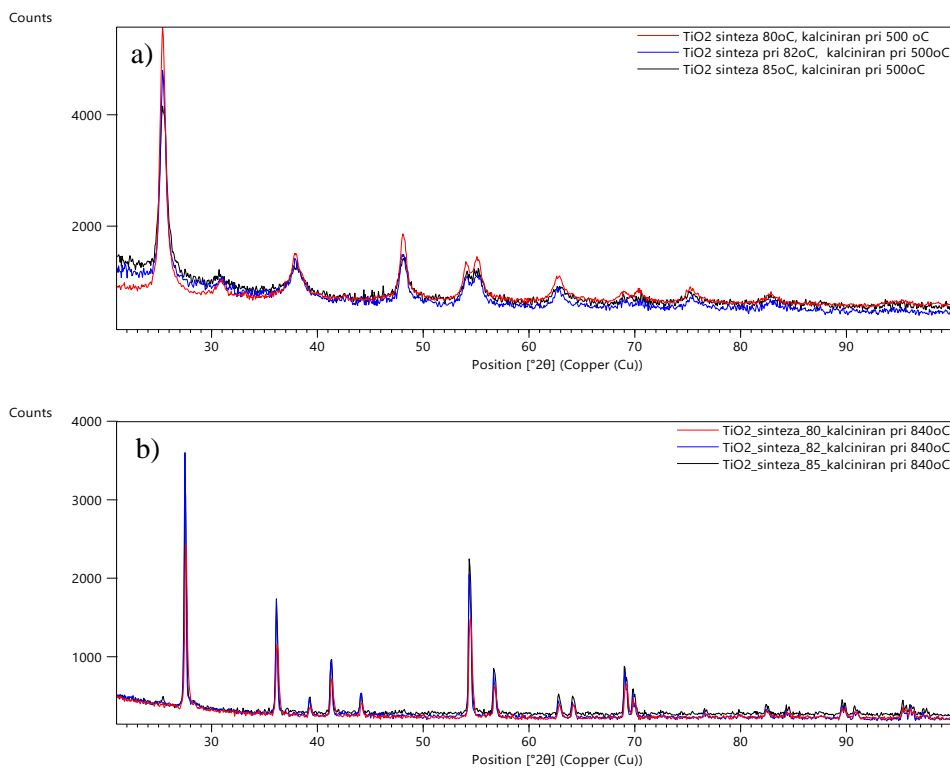 Counts
a)
TiO2 sinteza 80oC, kalciniran pri 500 oC
TiO2 sinteza pri 82oC, kalciniran pri 500oC
TiO2 sinteza 85oC, kalciniran pri 500oC
4000
2000
30 40 50 60 70 80 90
Position [°2θ] (Copper (Cu))
Counts
b)
TiO2_sinteza_80_kalciniran pri 840oC
TiO2_sinteza_82_kalciniran pri 840oC
TiO2_sinteza_85_kalciniran pri 840oC
4000
3000
2000
1000
30 40 50 60 70 80 90
Position [°2θ] (Copper (Cu))